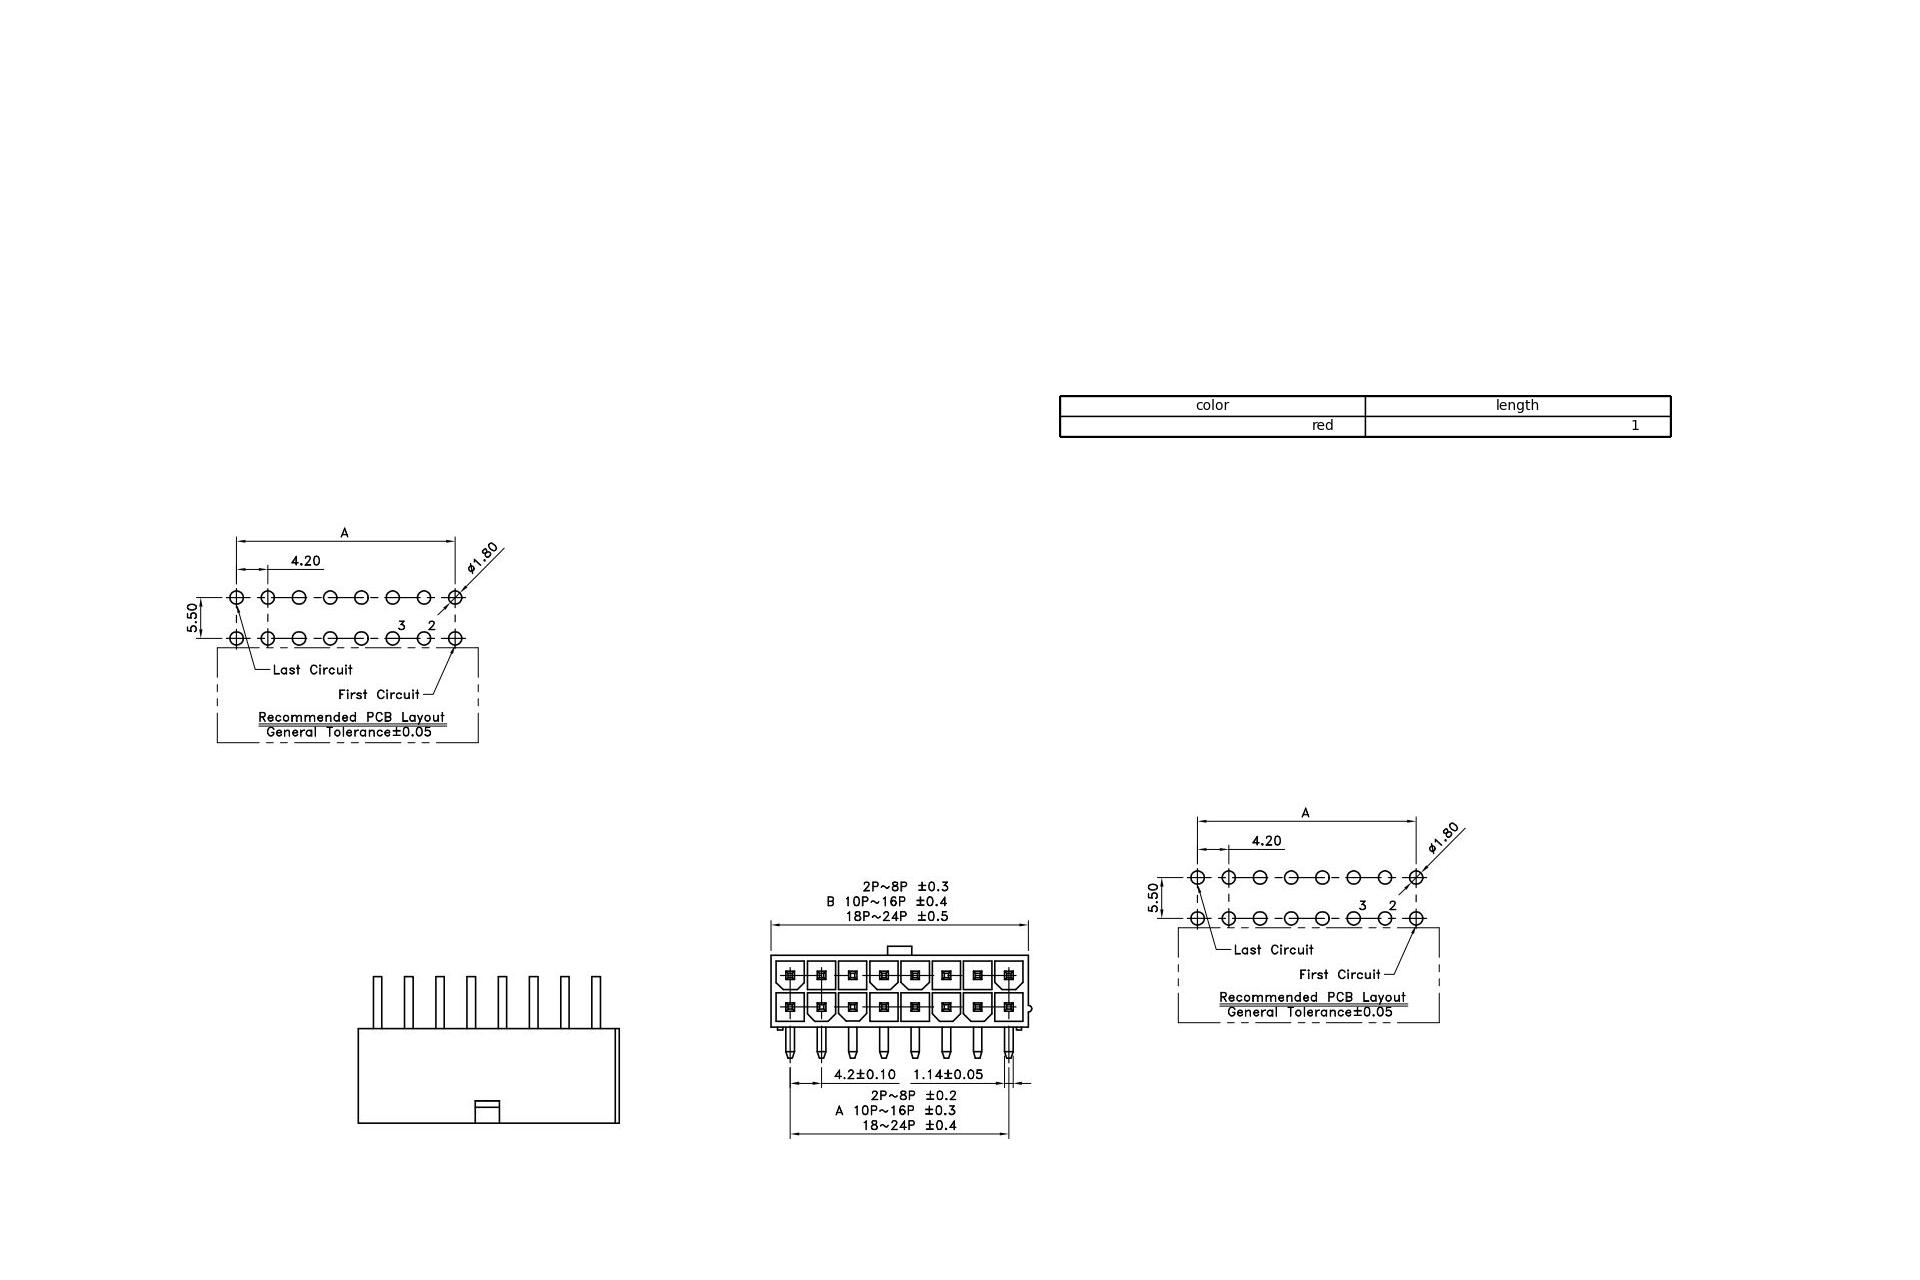 color length
red 1
A
4.20
ø1.80
5.50
3 2
Last Circuit
First Circuit
Recommended PCB Layout
General Tolerance±0.05
2P~8P ±0.3
B 10P~16P ±0.4
18P~24P ±0.5
4.2±0.10 1.14±0.05
2P~8P ±0.2
A 10P~16P ±0.3
18~24P ±0.4
A
4.20
ø1.80
5.50
3 2
Last Circuit
First Circuit
Recommended PCB Layout
General Tolerance±0.05